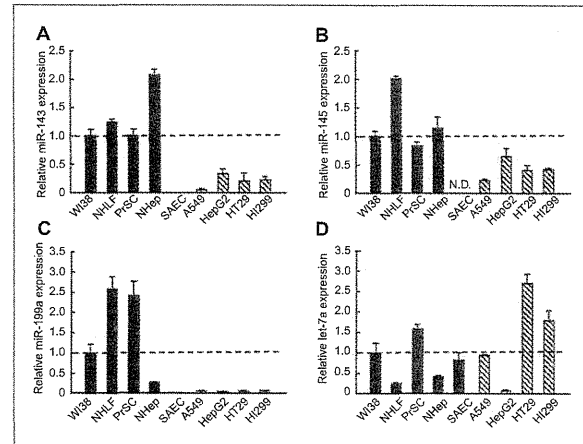 A
Relative miR-143 expression
2.5
2.0
1.5
1.0
0.5
0
WI38
NHLF
PrSC
NHep
SAEC
A549
HepG2
HT29
HI299
B
Relative miR-145 expression
2.5
2.0
1.5
1.0
0.5
0
N.D.
WI38
NHLF
PrSC
NHep
SAEC
A549
HepG2
HT29
HI299
C
Relative miR-199a expression
3.5
3.0
2.5
2.0
1.5
1.0
0.5
0
WI38
NHLF
PrSC
NHep
SAEC
A549
HepG2
HT29
HI299
D
Relative let-7a expression
3.5
3.0
2.5
2.0
1.5
1.0
0.5
0
WI38
NHLF
PrSC
NHep
SAEC
A549
HepG2
HT29
HI299